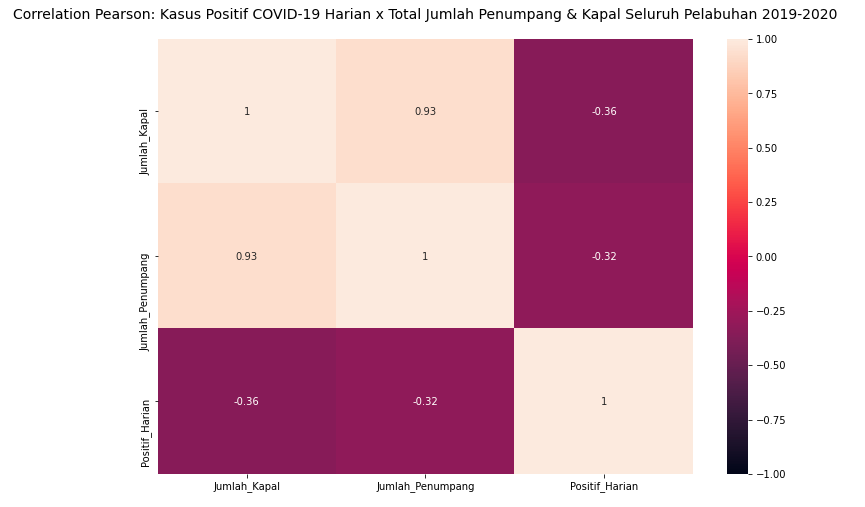 Correlation Pearson: Kasus Positif COVID-19 Harian x Total Jumlah Penumpang & Kapal Seluruh Pelabuhan 2019-2020
Jumlah_Kapal
1
0.93
-0.36
Jumlah_Penumpang
0.93
1
-0.32
Positif_Harian
-0.36
-0.32
1
Jumlah_Kapal
Jumlah_Penumpang
Positif_Harian
1.00
0.75
0.50
0.25
0.00
−0.25
−0.50
−0.75
−1.00